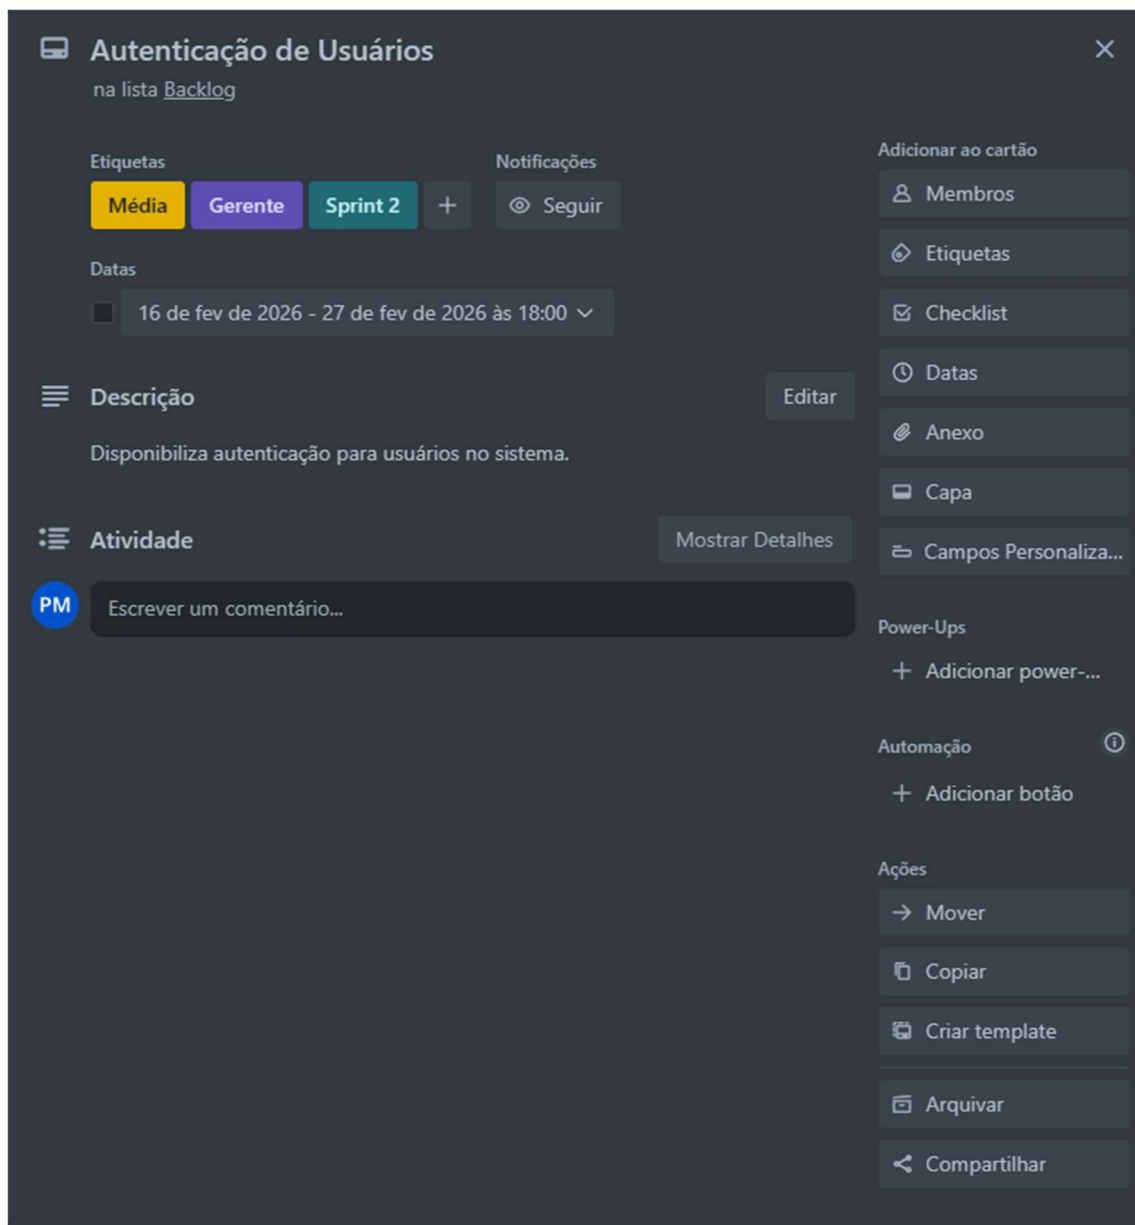 Autenticação de Usuários
na lista Backlog
Etiquetas
Média
Gerente
Sprint 2
Notificações
Seguir
Datas
16 de fev de 2026 - 27 de fev de 2026 às 18:00
Descrição
Editar
Disponibiliza autenticação para usuários no sistema.
Atividade
Mostrar Detalhes
PM
Escrever um comentário...
Adicionar ao cartão
Membros
Etiquetas
Checklist
Datas
Anexo
Capa
Campos Personaliza...
Power-Ups
Adicionar power-...
Automação
Adicionar botão
Ações
Mover
Copiar
Criar template
Arquivar
Compartilhar